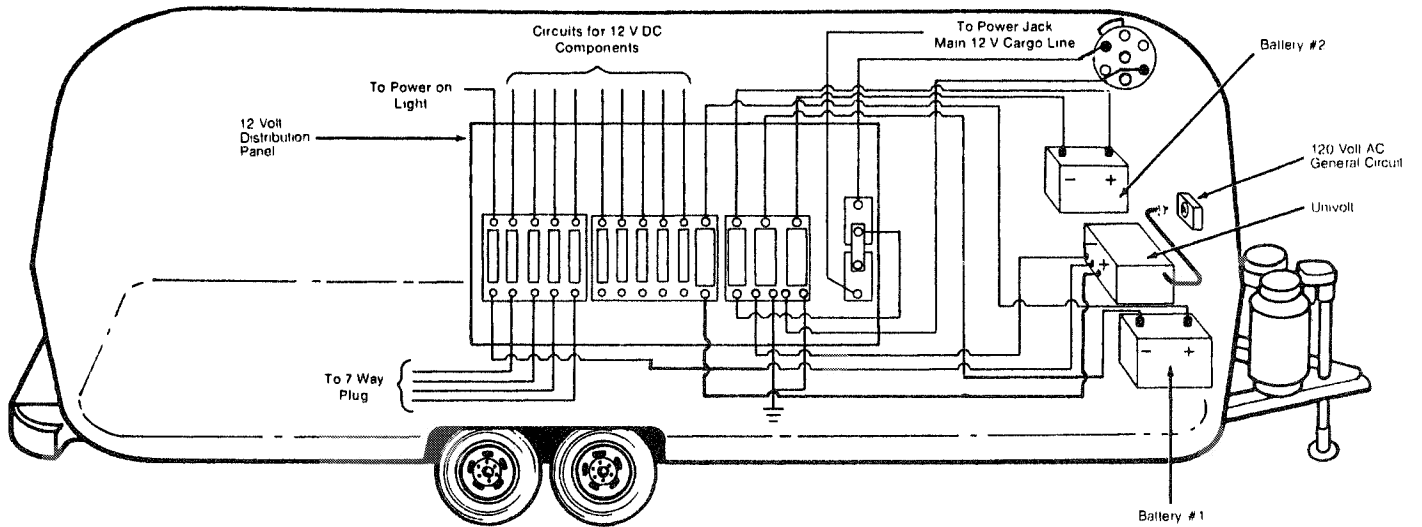 Circuits for 12 V DC
Components
To Power Jack
Main 12 V Cargo Line
Battery #2
To Power on
Light
12 Volt
Distribution
Panel
120 Volt AC
General Circuit
Univolt
- +
-
+
- +
To 7 Way
Plug
Battery #1